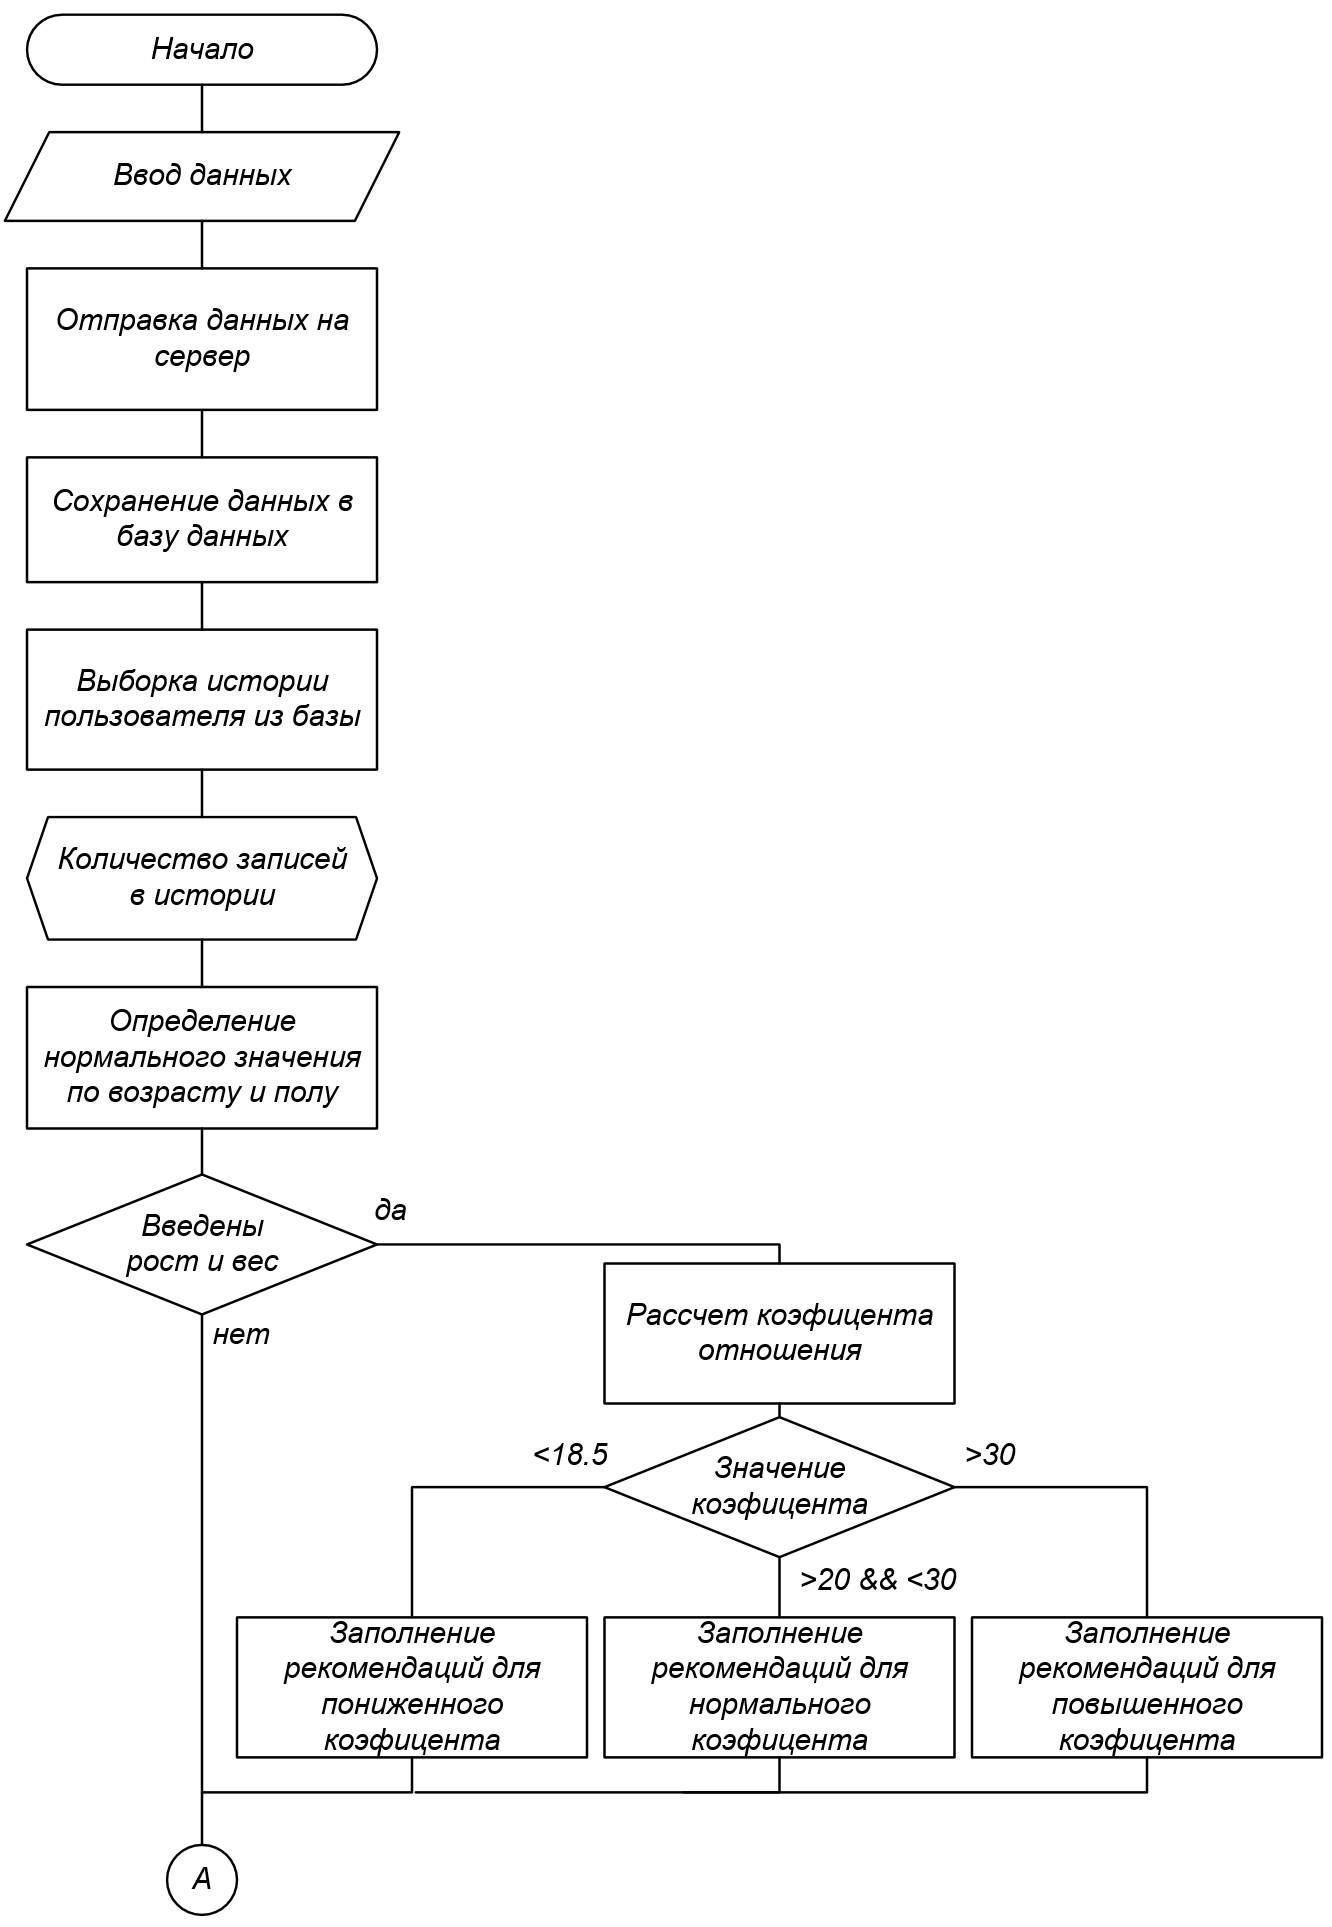 Начало
Ввод данных
Отправка данных на
сервер
Сохранение данных в
базу данных
Выборка истории
пользователя из базы
Количество записей
в истории
Определение
нормального значения
по возрасту и полу
Введены
рост и вес
да
нет
Рассчет коэфицента
отношения
Значение
коэфицента
<18.5
>30
>20 && <30
Заполнение
рекомендаций для
пониженного
коэфицента
Заполнение
рекомендаций для
нормального
коэфицента
Заполнение
рекомендаций для
повышенного
коэфицента
А